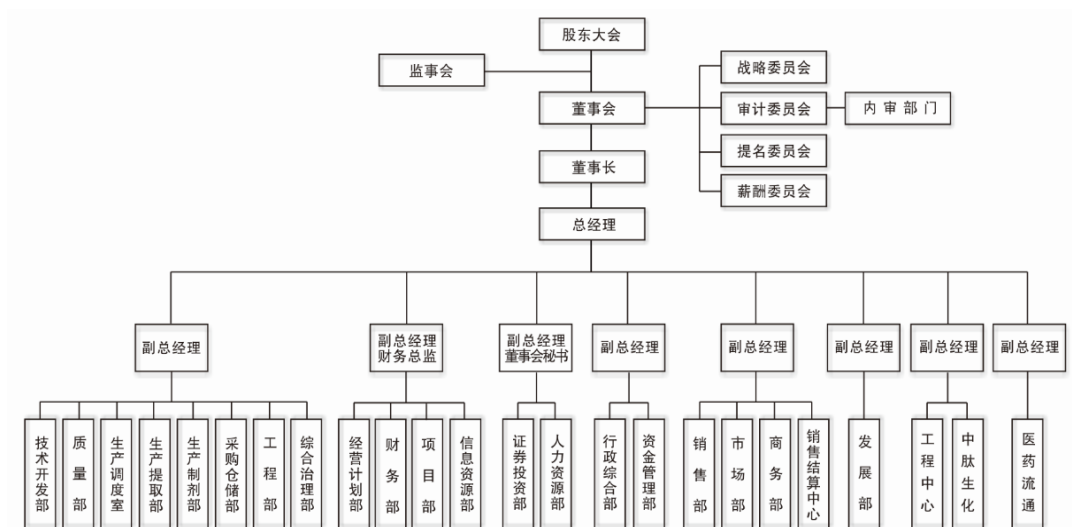 股东大会
监事会
战略委员会
董事会
审计委员会
内审部门
提名委员会
董事长
薪酬委员会
总经理
副总经理
副总经理
财务总监
副总经理
董事会秘书
副总经理
副总经理
副总经理
副总经理
副总经理
技术开发部
质量部
生产调度室
生产提取部
生产制剂部
采购仓储部
工程部
综合治理部
经营计划部
财务部
项目部
信息资源部
证券投资部
人力资源部
行政综合部
资金管理部
销售部
市场部
商务部
销售结算中心
发展部
工程中心
中肽生化
医药流通